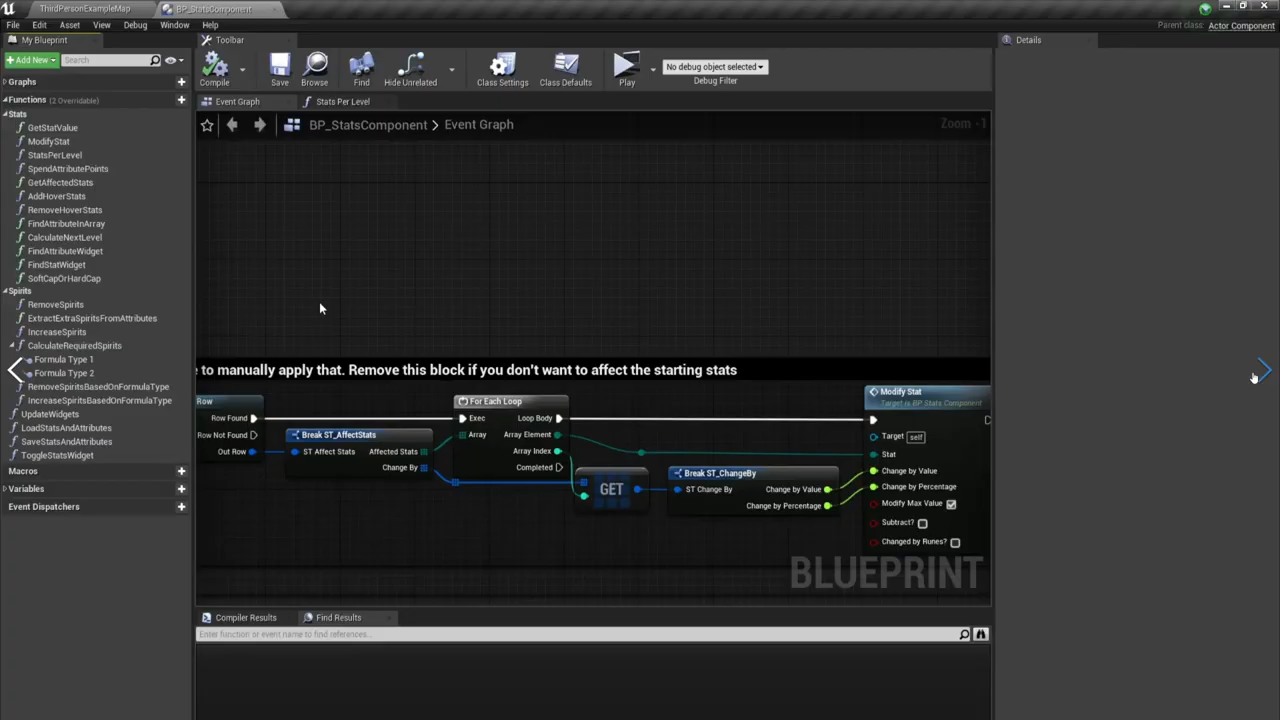 ThirdPersonExampleMap
BP_StatsComponent
File Edit Asset View Debug Window Help
Parent class: Actor Component
My Blueprint
Toolbar
Details
+Add New
Search
Compile
Save
Browse
Find
Hide Unrelated
Class Settings
Class Defaults
Play
No debug object selected
Debug Filter
Graphs
Functions (2 Overridable)
Event Graph
Stats Per Level
Stats
GetStatValue
ModifyStat
StatsPerLevel
SpendAttributePoints
GetAffectedStats
AddHoverStats
RemoveHoverStats
FindAttributeInArray
CalculateNextLevel
FindAttributeWidget
FindStatWidget
SoftCapOrHardCap
Spirits
RemoveSpirits
ExtractExtraSpiritsFromAttributes
IncreaseSpirits
CalculateRequiredSpirits
Formula Type 1
Formula Type 2
RemoveSpiritsBasedOnFormulaType
IncreaseSpiritsBasedOnFormulaType
UpdateWidgets
LoadStatsAndAttributes
SaveStatsAndAttributes
ToggleStatsWidget
Macros
Variables
Event Dispatchers
BP_StatsComponent > Event Graph
Zoom -1
e to manually apply that. Remove this block if you don't want to affect the starting stats
Row
Row Found
Row Not Found
Out Row
Break ST_AffectStats
ST Affect Stats
Affected Stats
Change By
For Each Loop
Exec
Loop Body
Array
Array Element
Array Index
Completed
GET
Break ST_ChangeBy
ST Change By
Change by Value
Change by Percentage
Modify Stat
Target is BP Stats Component
Target self
Stat
Change by Value
Change by Percentage
Modify Max Value
Subtract?
Changed by Runes?
BLUEPRINT
Compiler Results
Find Results
Enter function or event name to find references...